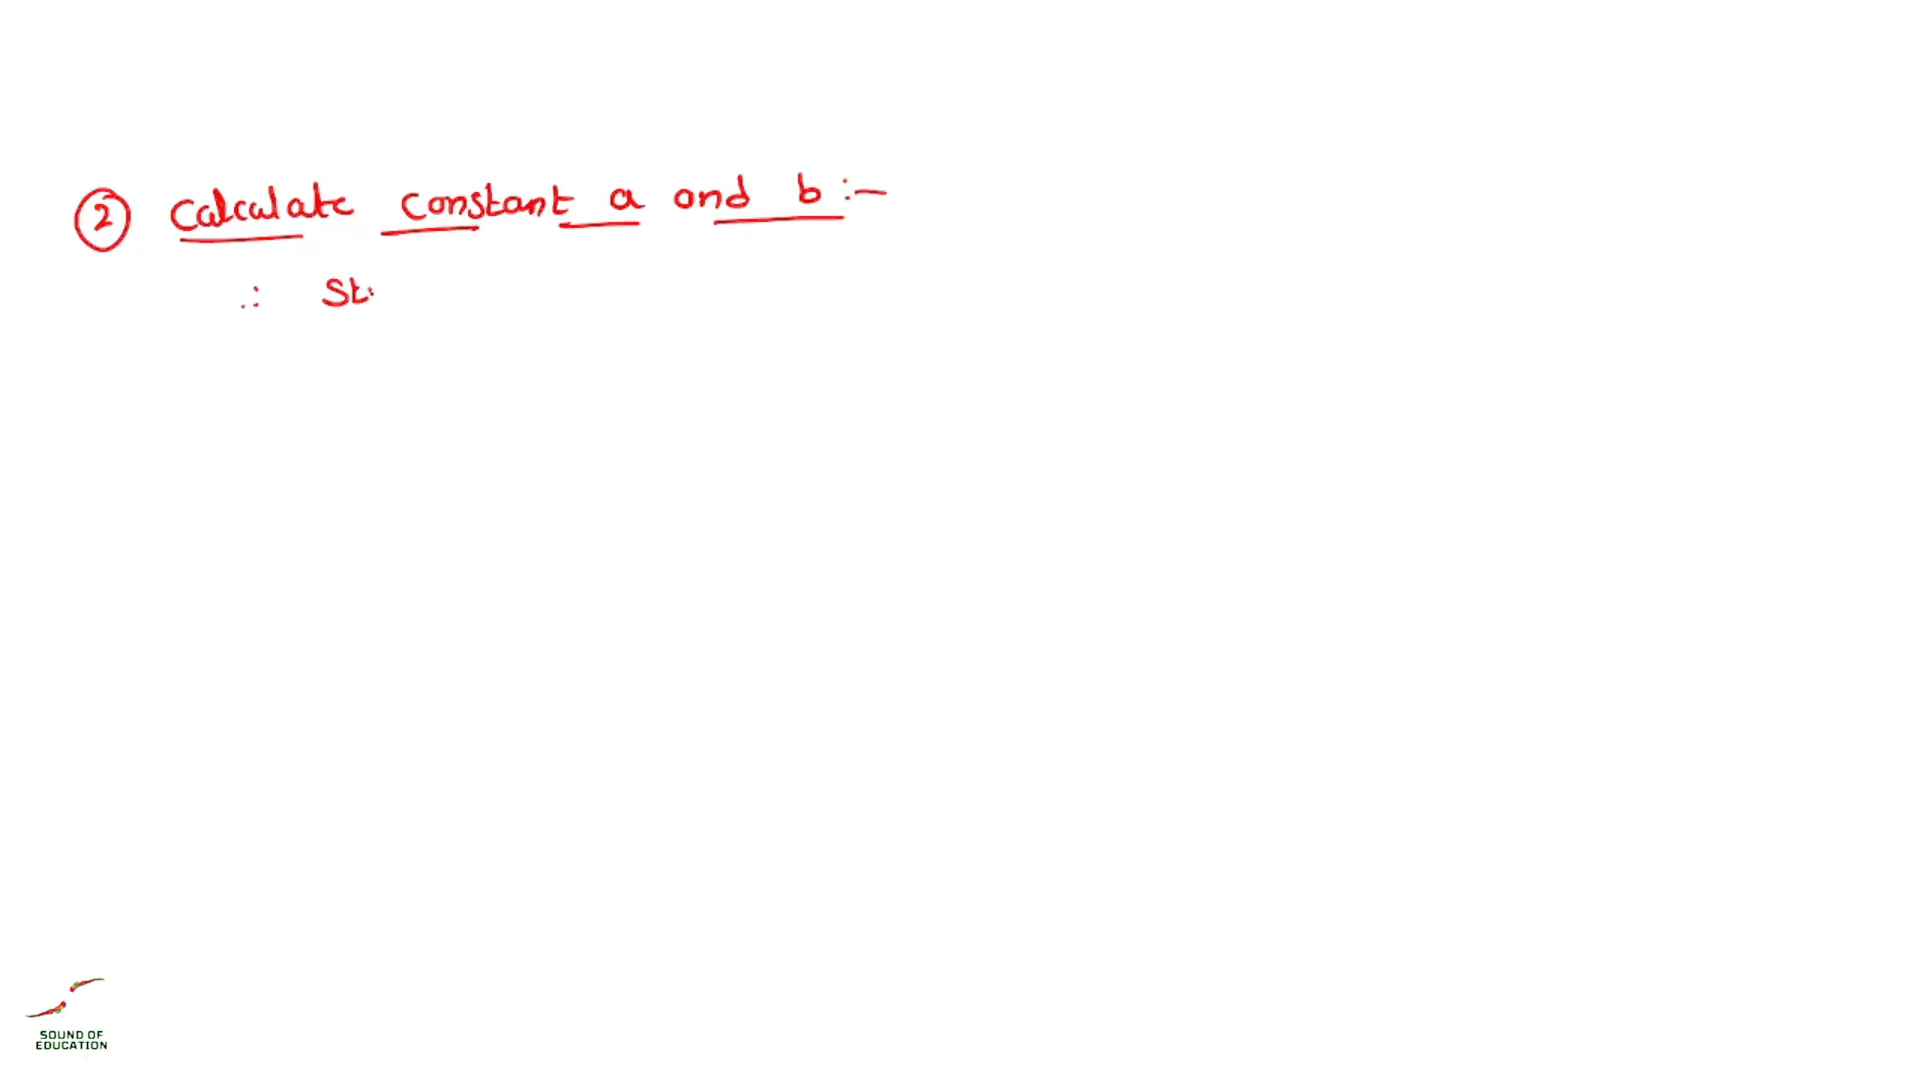 ② Calculate constant a and b :-
∴ St
SOUND OF
EDUCATION